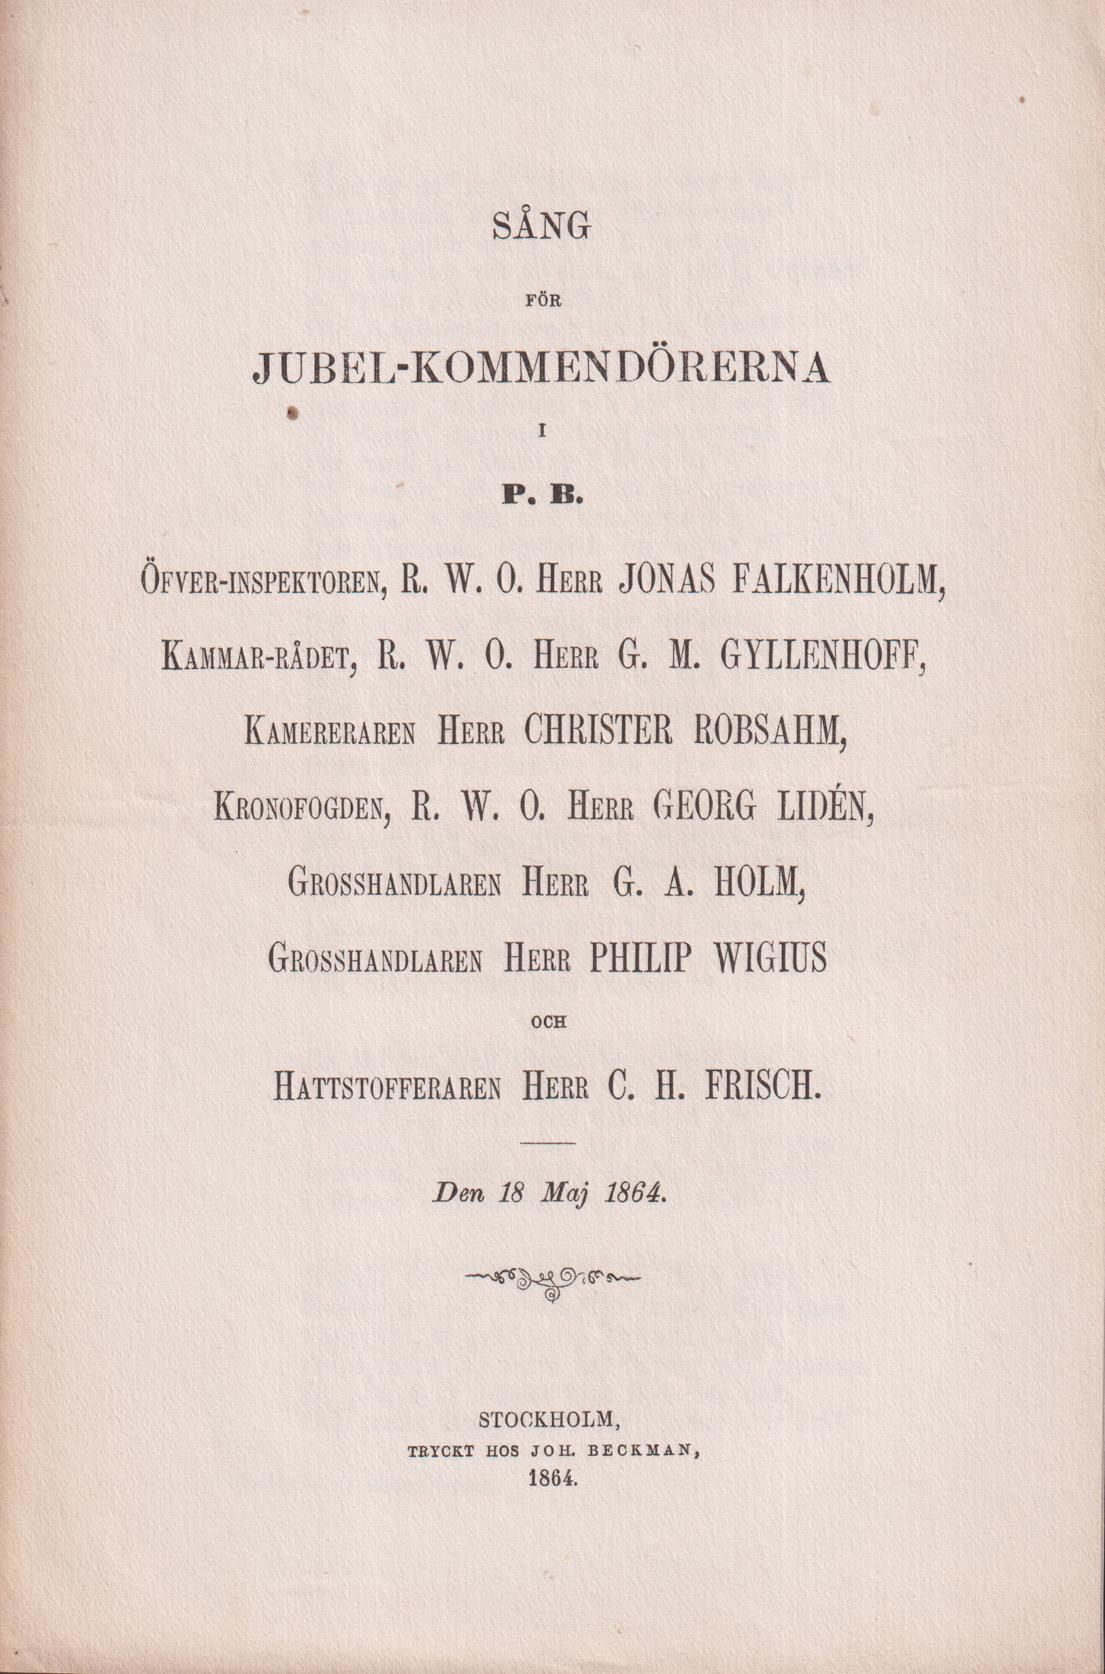 SÅNG
FÖR
JUBEL-KOMMENDÖRERNA
I
P. B.
ÖFVER-INSPEKTOREN, R. W. O. HERR JONAS FALKENHOLM,
KAMMAR-RÅDET, R. W. O. HERR G. M. GYLLENHOFF,
KAMERERAREN HERR CHRISTER ROBSAHM,
KRONOFOGDEN, R. W. O. HERR GEORG LIDÉN,
GROSSHANDLAREN HERR G. A. HOLM,
GROSSHANDLAREN HERR PHILIP WIGIUS
OCH
HATTSTOFFERAREN HERR C. H. FRISCH.
Den 18 Maj 1864.
STOCKHOLM,
TRYCKT HOS JOH. BECKMAN,
1864.